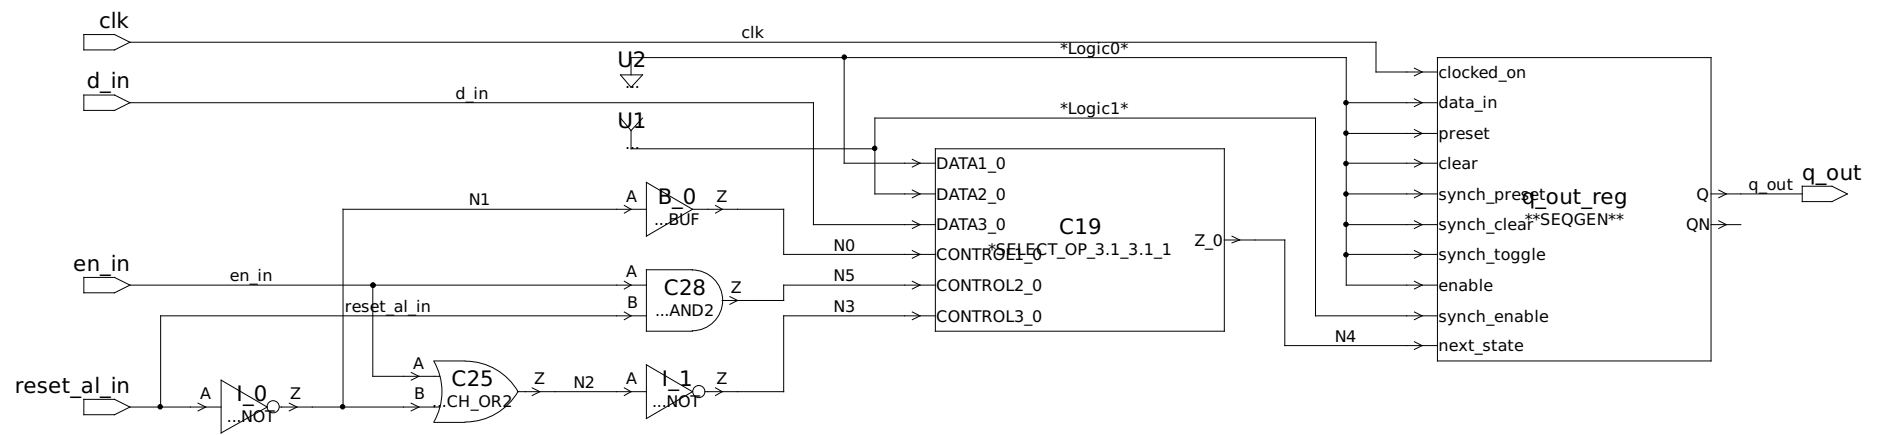 clk
clk
U2
...
*Logic0*
clocked_on
d_in
d_in
data_in
U1
...
*Logic1*
preset
DATA1_0
clear
N1
A
B_0
...BUF
Z
DATA2_0
synch_preset
q_out_reg
**SEQGEN**
Q
q_out
q_out
DATA3_0
C19
*SELECT_OP_3.1_3.1_1
Z_0
synch_clear
QN
N0
CONTROL1_0
synch_toggle
en_in
en_in
A
C28
...AND2
Z
N5
CONTROL2_0
enable
reset_al_in
B
N3
CONTROL3_0
synch_enable
N4
next_state
reset_al_in
A
I_0
...NOT
Z
A
B
C25
...CH_OR2
Z
N2
A
I_1
...NOT
Z